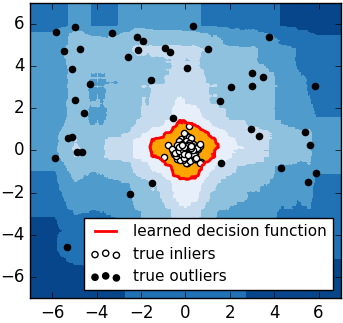 6
4
2
0
−2
−4
−6
learned decision function
true inliers
true outliers
−6 −4 −2 0 2 4 6